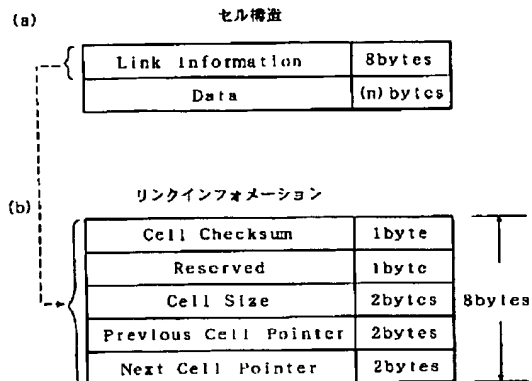 (a)
セル構造
Link Information 8bytes
Data (n)bytes
(b)
リンクインフォメーション
Cell Checksum 1byte
Reserved 1byte
Cell Size 2bytes
8bytes
Previous Cell Pointer 2bytes
Next Cell Pointer 2bytes